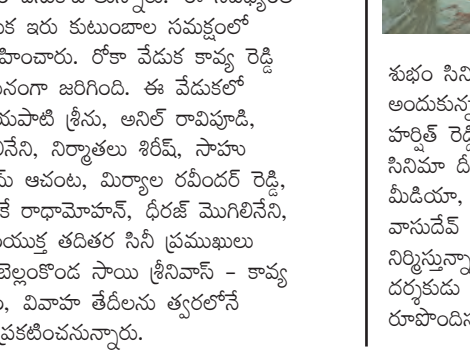 ఇరు కుటుంబాల సమక్షంలో
రోకా వేడుక కావ్య రెడ్డి
జరిగింది. ఈ వేడుకలో
శ్రీను, అనిల్ రావిపూడి,
నిర్మాతలు శిరీష్, సాహు
ఆచంట, మిర్యాల రవీందర్ రెడ్డి,
రాధామోహన్, ధీరజ్ మొగిలినేని,
తదితర సినీ ప్రముఖులు
బెల్లంకొండ సాయి శ్రీనివాస్ - కావ్య
వివాహ తేదీలను త్వరలోనే
ప్రకటించనున్నారు.
శుభం
హర్షిత్
సినిమా
మీడియా,
వాసుదేవ్
దర్శకుడు